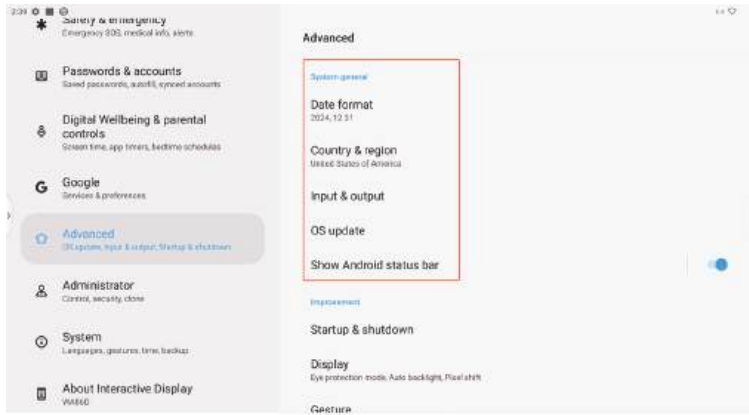 2:39
Safety & emergency
Emergency SOS, medical info, alerts
Passwords & accounts
Saved passwords, autofill, synced accounts
Digital Wellbeing & parental
controls
Screen time, app timers, bedtime schedules
Google
Services & preferences
Advanced
OS update, Input & output, Startup & shutdown
Administrator
Control, security, clone
System
Languages, gestures, time, backup
About Interactive Display
Advanced
System general
Date format
2024,12 31
Country & region
United States of America
Input & output
OS update
Show Android status bar
Improvement
Startup & shutdown
Display
Eye protection mode, Auto backlight, Pixel shift
Gesture